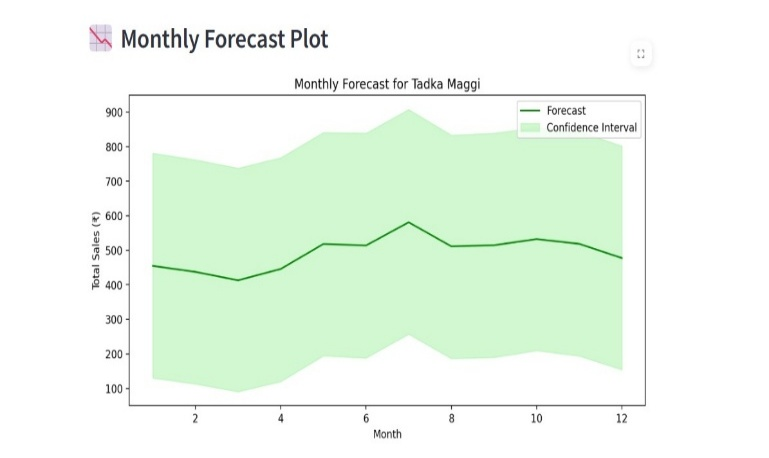 Monthly Forecast Plot
Monthly Forecast for Tadka Maggi
Forecast
Confidence Interval
900
800
700
600
500
400
300
200
100
Total Sales (₹)
2 4 6 8 10 12
Month